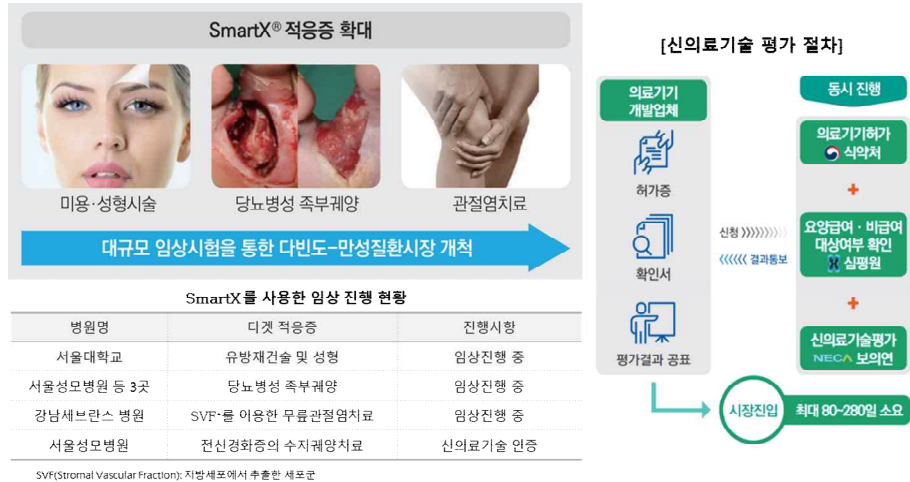 SmartX® 적응증 확대
미용·성형시술
당뇨병성 족부궤양
관절염치료
대규모 임상시험을 통한 다빈도-만성질환시장 개척
SmartX를 사용한 임상 진행 현황
병원명 디겟 적응증 진행시항
서울대학교 유방재건술 및 성형 임상진행 중
서울성모병원 등 3곳 당뇨병성 족부궤양 임상진행 중
강남세브란스 병원 SVF*를 이용한 무릎관절염치료 임상진행 중
서울성모병원 전신경화증의 수지궤양치료 신의료기술 인증
SVF(Stromal Vascular Fraction): 지방세포에서 추출한 세포군
[신의료기술 평가 절차]
의료기기
개발업체
허가증
확인서
평가결과 공표
신청 》》》》》
《《《 결과통보
동시 진행
의료기기허가
식약처
+
요양급여·비급여
대상여부 확인
심평원
+
신의료기술평가
NECA 보의연
시장진입
최대 80~280일 소요